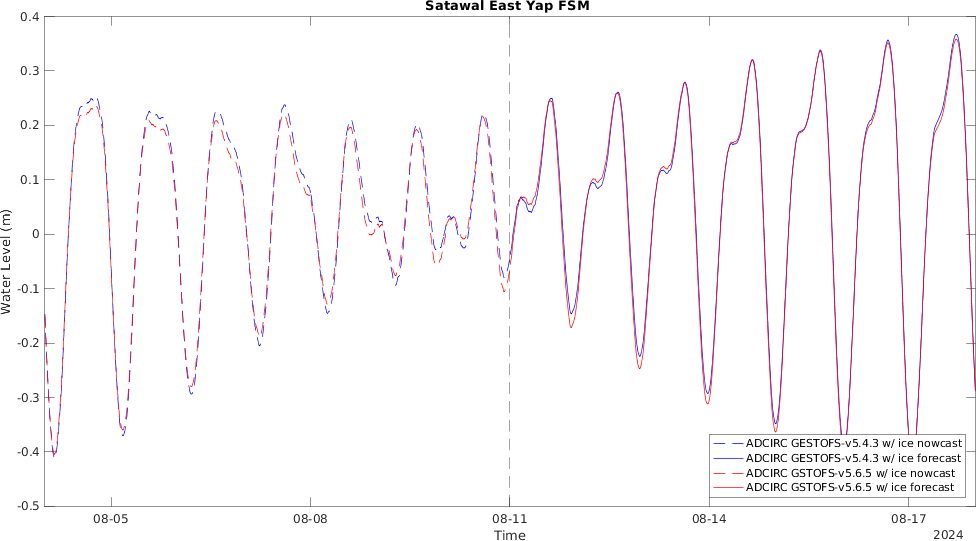 Satawal East Yap FSM
0.4
0.3
0.2
0.1
0
-0.1
-0.2
-0.3
-0.4
-0.5
Water Level (m)
ADCIRC GESTOFS-v5.4.3 w/ ice nowcast
ADCIRC GESTOFS-v5.4.3 w/ ice forecast
ADCIRC GSTOFS-v5.6.5 w/ ice nowcast
ADCIRC GSTOFS-v5.6.5 w/ ice forecast
08-05 08-08 08-11 08-14 08-17
Time
2024